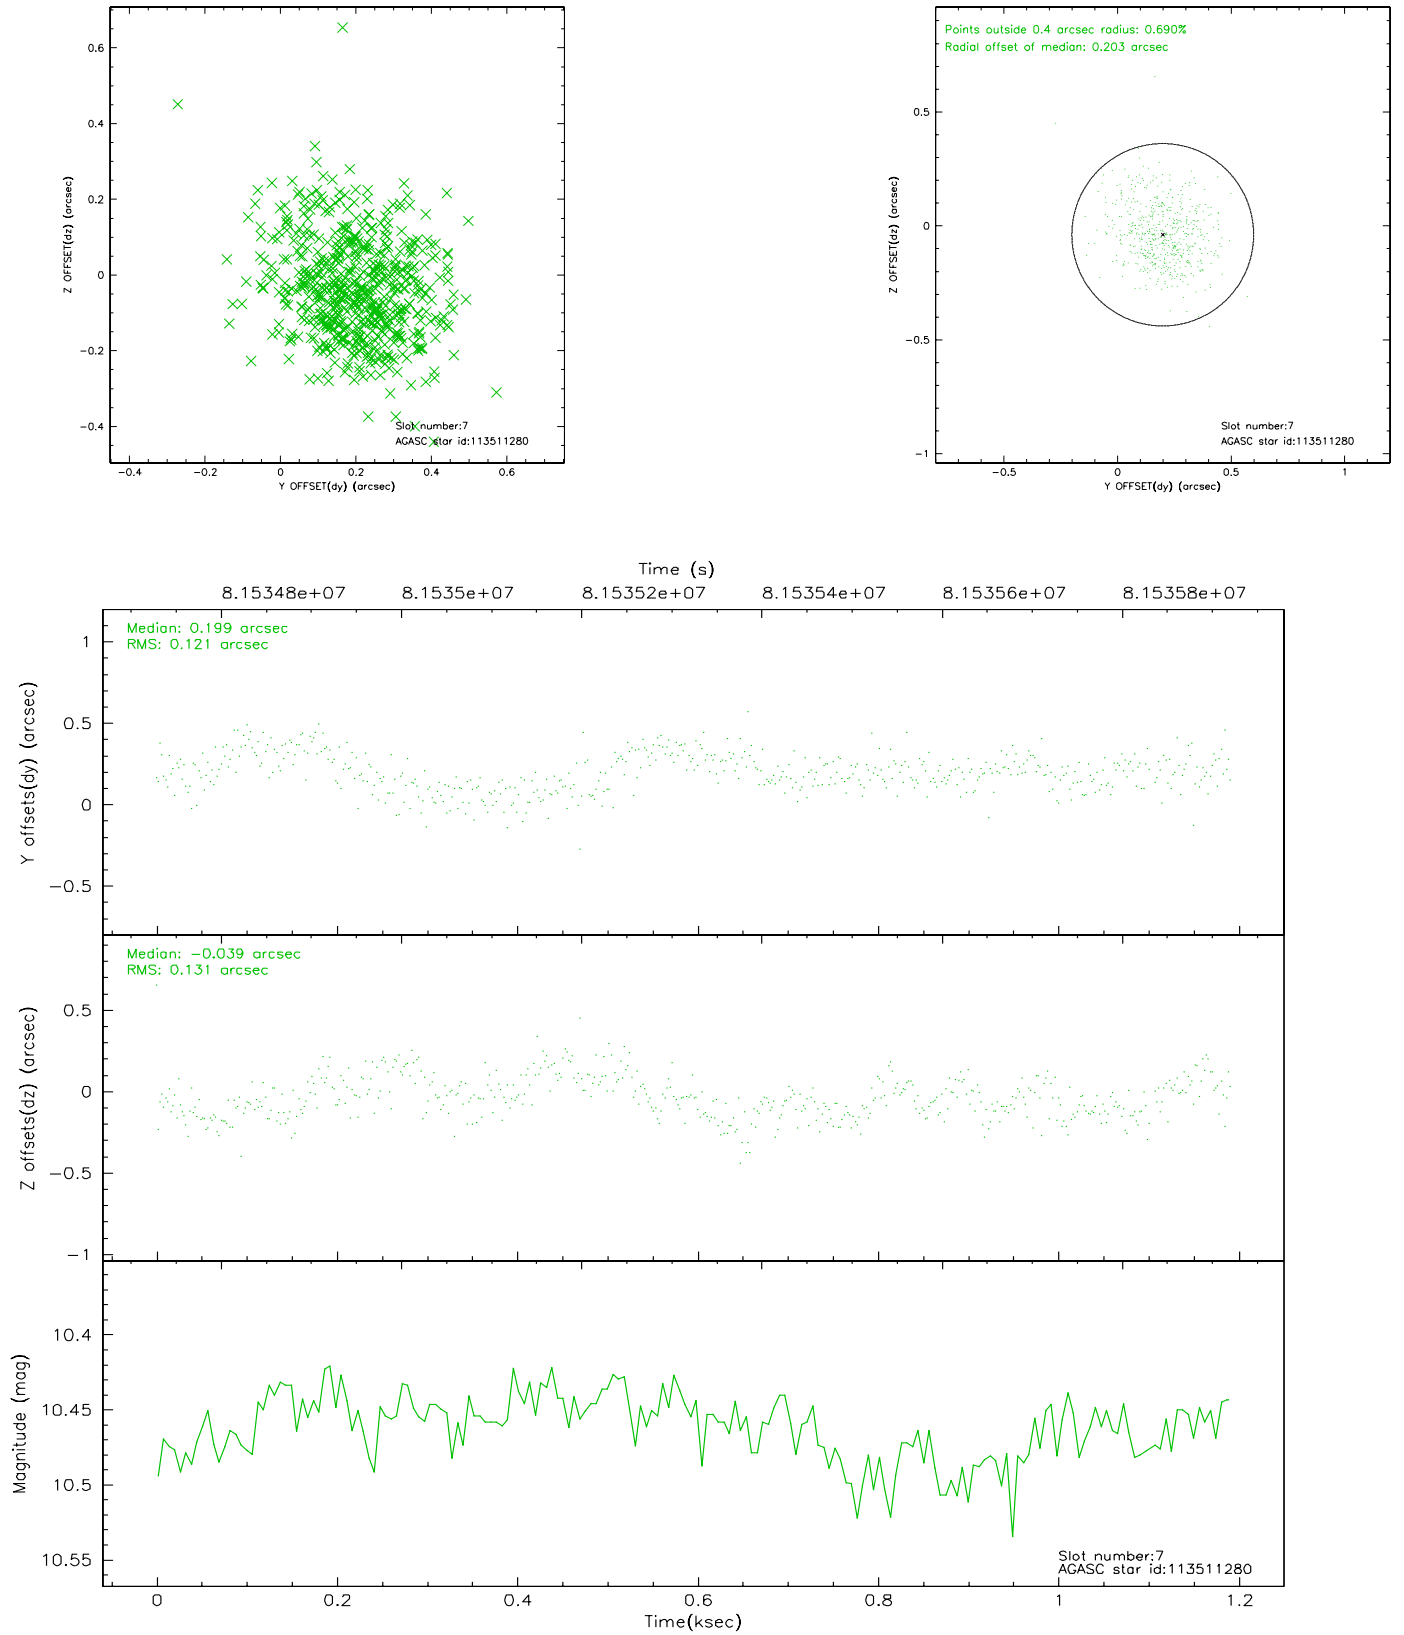 0.6
0.4
0.2
0
−0.2
−0.4
Z OFFSET(dz) (arcsec)
Slot number:7
AGASC star id:113511280
−0.4 −0.2 0 0.2 0.4 0.6
Y OFFSET(dy) (arcsec)
Points outside 0.4 arcsec radius: 0.690%
Radial offset of median: 0.203 arcsec
0.5
0
−0.5
−1
Z OFFSET(dz) (arcsec)
Slot number:7
AGASC star id:113511280
−0.5 0 0.5 1
Y OFFSET(dy) (arcsec)
Time (s)
8.15348e+07 8.1535e+07 8.15352e+07 8.15354e+07 8.15356e+07 8.15358e+07
Median: 0.199 arcsec
RMS: 0.121 arcsec
1
0.5
0
−0.5
Y offsets(dy) (arcsec)
Median: −0.039 arcsec
RMS: 0.131 arcsec
0.5
0
−0.5
−1
Z offsets(dz) (arcsec)
10.4
10.45
10.5
10.55
Magnitude (mag)
Slot number:7
AGASC star id:113511280
0 0.2 0.4 0.6 0.8 1 1.2
Time(ksec)